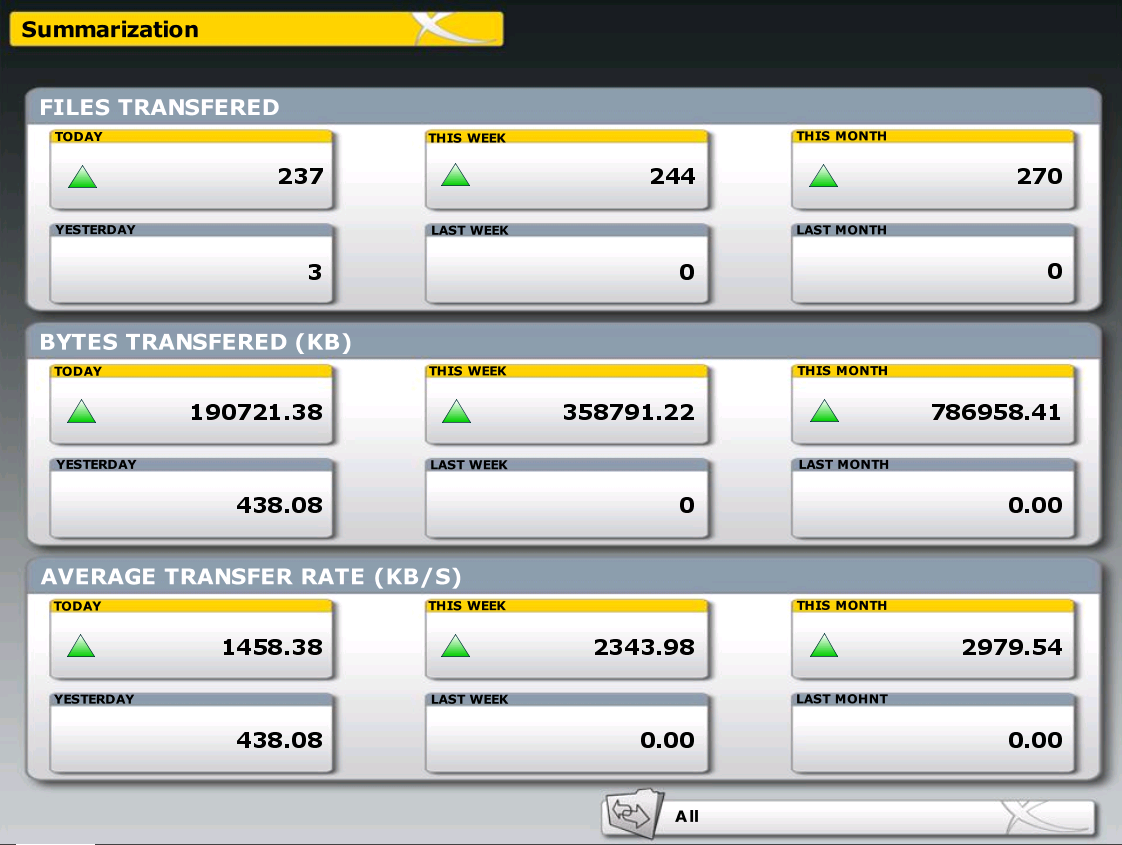 Summarization
FILES TRANSFERED
TODAY THIS WEEK THIS MONTH
237 244 270
YESTERDAY LAST WEEK LAST MONTH
3 0 0
BYTES TRANSFERED (KB)
TODAY THIS WEEK THIS MONTH
190721.38 358791.22 786958.41
YESTERDAY LAST WEEK LAST MONTH
438.08 0 0.00
AVERAGE TRANSFER RATE (KB/S)
TODAY THIS WEEK THIS MONTH
1458.38 2343.98 2979.54
YESTERDAY LAST WEEK LAST MOHNT
438.08 0.00 0.00
All